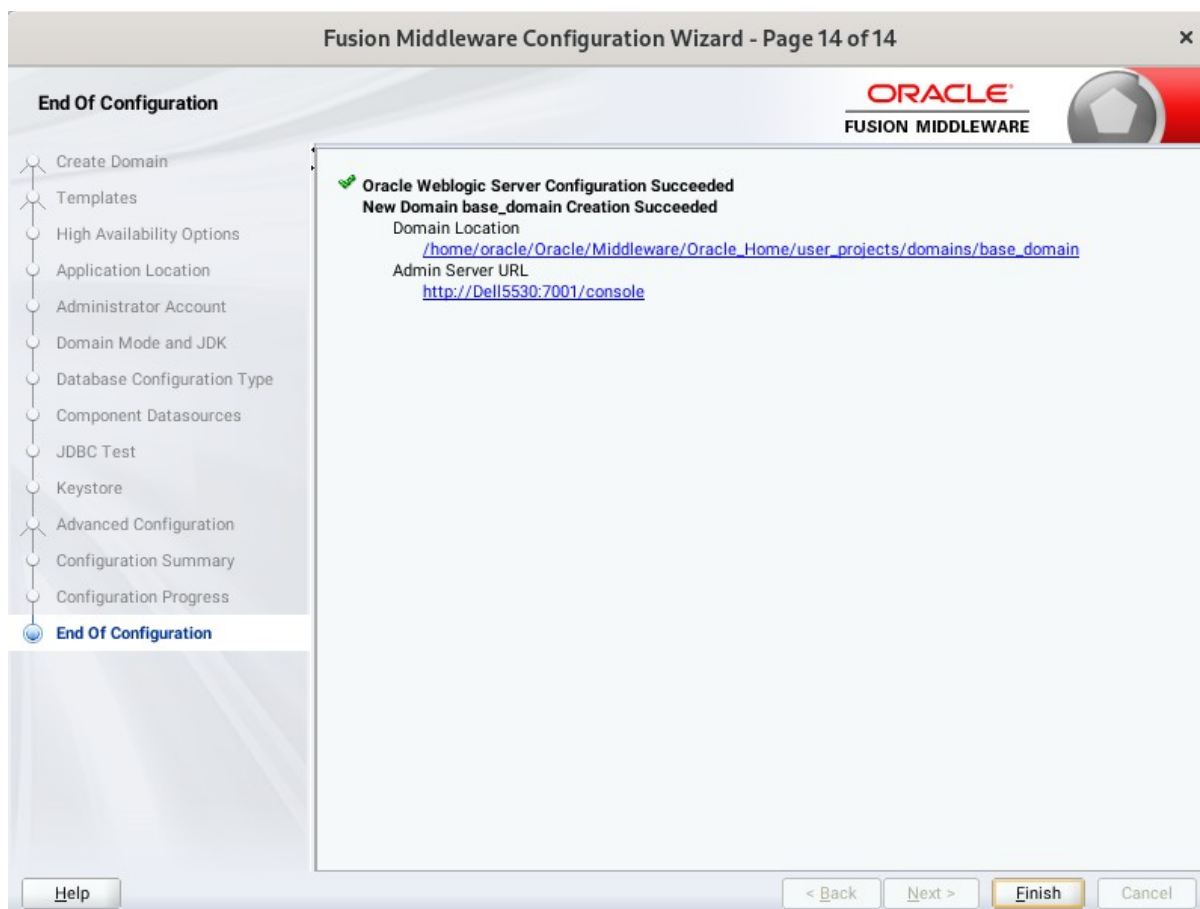 Fusion Middleware Configuration Wizard - Page 14 of 14
End Of Configuration
ORACLE
FUSION MIDDLEWARE
Create Domain
Templates
High Availability Options
Application Location
Administrator Account
Domain Mode and JDK
Database Configuration Type
Component Datasources
JDBC Test
Keystore
Advanced Configuration
Configuration Summary
Configuration Progress
End Of Configuration
Oracle Weblogic Server Configuration Succeeded
New Domain base_domain Creation Succeeded
Domain Location
/home/oracle/Oracle/Middleware/Oracle_Home/user_projects/domains/base_domain
Admin Server URL
http://Dell5530:7001/console
Help
< Back
Next >
Finish
Cancel